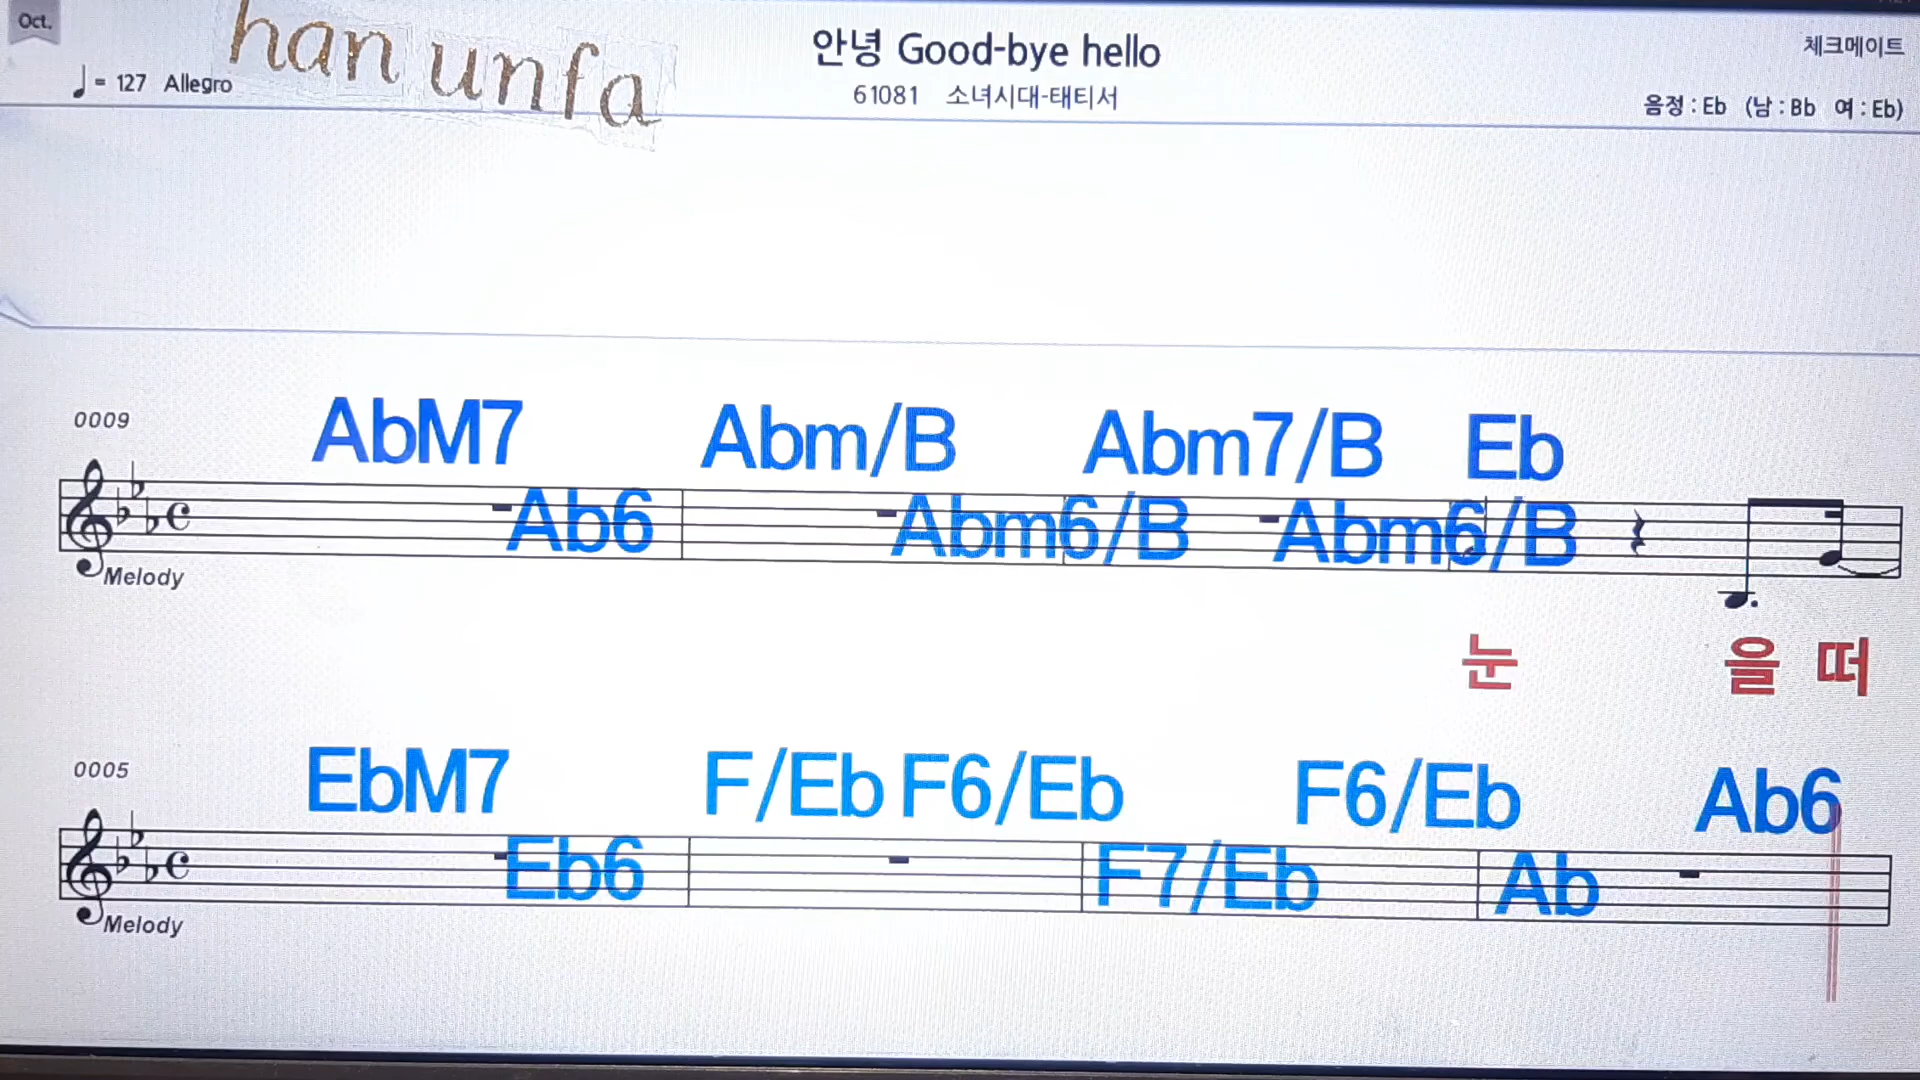 Oct.
han unfa
안녕 Good-bye hello
체크메이트
♩ = 127 Allegro
61081 소녀시대-태티서
음정 : Eb (남 : Bb 여 : Eb)
0009
AbM7 Abm/B Abm7/B Eb
Ab6 Abm6/B Abm6/B
Melody
눈 을 떠
0005
EbM7 F/Eb F6/Eb F6/Eb Ab6
Eb6 F7/Eb Ab
Melody